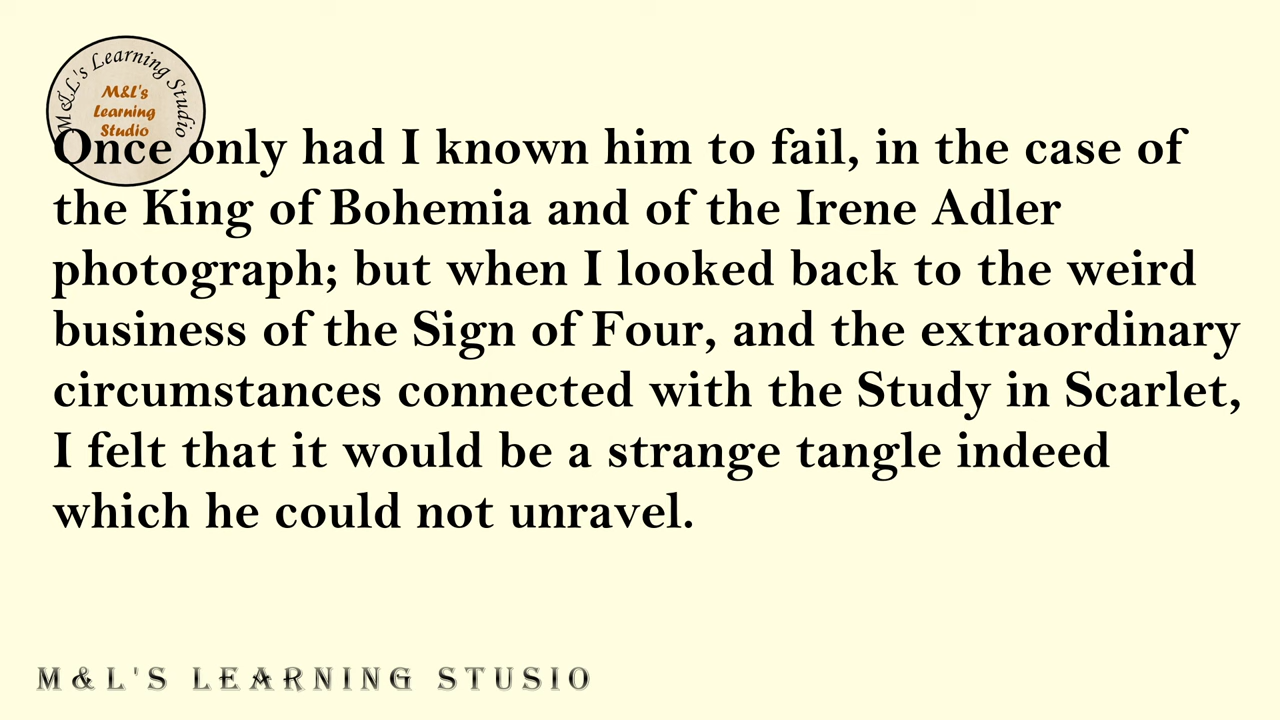 M&L's Learning Studio
M&L's
Learning
Studio
Once only had I known him to fail, in the case of
the King of Bohemia and of the Irene Adler
photograph; but when I looked back to the weird
business of the Sign of Four, and the extraordinary
circumstances connected with the Study in Scarlet,
I felt that it would be a strange tangle indeed
which he could not unravel.
M&L'S LEARNING STUSIO